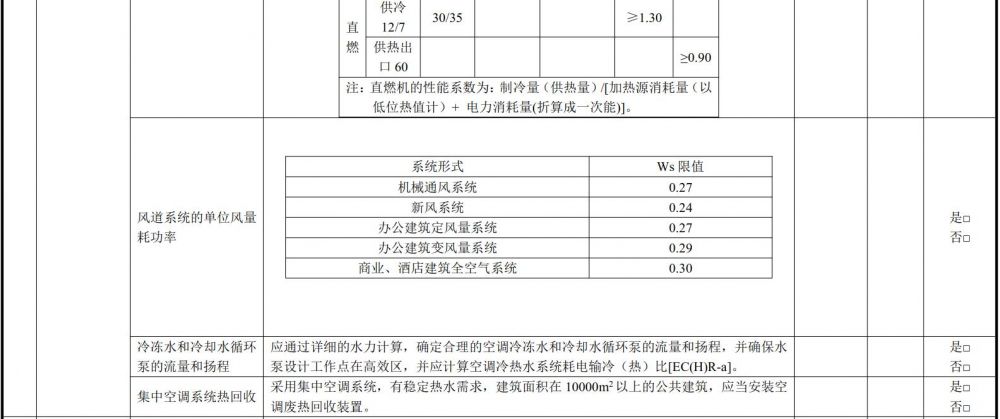 直燃
供冷
12/7
30/35
≥1.30
供热出
口 60
≥0.90
注：直燃机的性能系数为：制冷量（供热量）/[加热源消耗量（以
低位热值计）+ 电力消耗量(折算成一次能)]。
风道系统的单位风量
耗功率
系统形式 Ws 限值
机械通风系统 0.27
新风系统 0.24
办公建筑定风量系统 0.27
办公建筑变风量系统 0.29
商业、酒店建筑全空气系统 0.30
是□
否□
冷冻水和冷却水循环
泵的流量和扬程
应通过详细的水力计算，确定合理的空调冷冻水和冷却水循环泵的流量和扬程，并确保水
泵设计工作点在高效区，并应计算空调冷热水系统耗电输冷（热）比[EC(H)R-a]。
是□
否□
集中空调系统热回收
采用集中空调系统，有稳定热水需求，建筑面积在 10000m²以上的公共建筑，应当安装空
调废热回收装置。
是□
否□